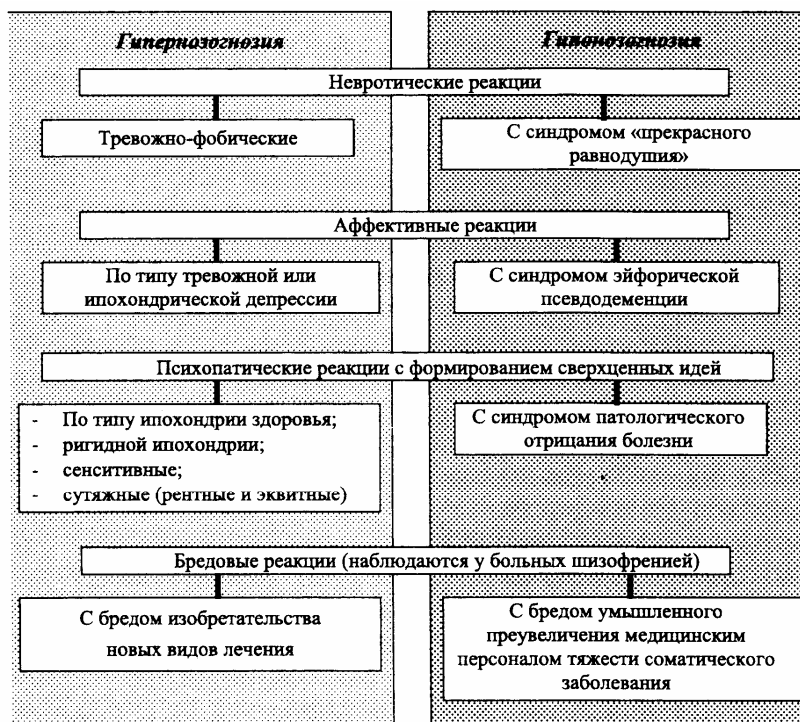 Гипернозогнозия
Гипонозогнозия
Невротические реакции
Тревожно-фобические
С синдромом «прекрасного
равнодушия»
Аффективные реакции
По типу тревожной или
ипохондрической депрессии
С синдромом эйфорической
псевдодеменции
Психопатические реакции с формированием сверхценных идей
- По типу ипохондрии здоровья;
- ригидной ипохондрии;
- сенситивные;
- сутяжные (рентные и эквитные)
С синдромом патологического
отрицания болезни
Бредовые реакции (наблюдаются у больных шизофренией)
С бредом изобретательства
новых видов лечения
С бредом умышленного
преувеличения медицинским
персоналом тяжести соматического
заболевания